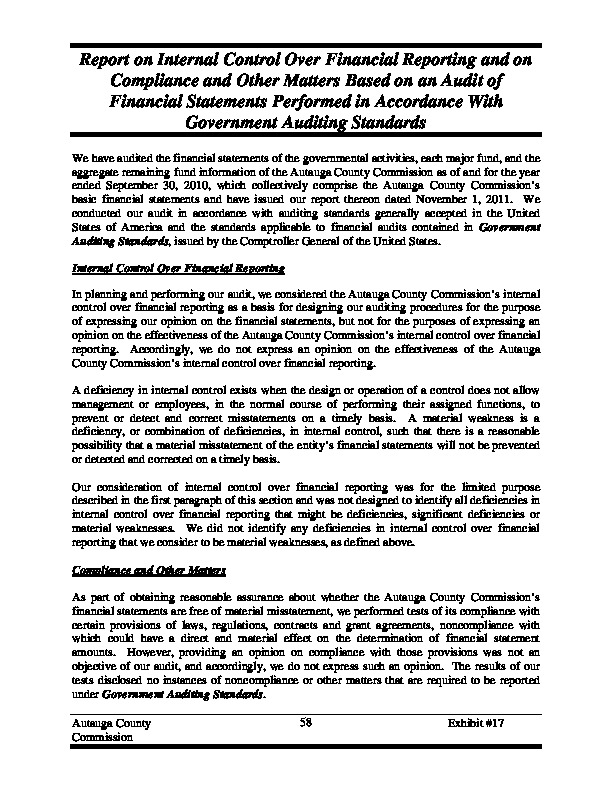 Report on Internal Control Over Financial Reporting and on
Compliance and Other Matters Based on an Audit of
Financial Statements Performed in Accordance With
Government Auditing Standards
We have audited the financial statements of the governmental activities, each major fund, and the
aggregate remaining fund information of the Autauga County Commission as of and for the year
ended September 30, 2010, which collectively comprise the Autauga County Commission's
basic financial statements and have issued our report thereon dated November 1, 2011. We
conducted our audit in accordance with auditing standards generally accepted in the United
States of America and the standards applicable to financial audits contained in Government
Auditing Standards, issued by the Comptroller General of the United States.
Internal Control Over Financial Reporting
In planning and performing our audit, we considered the Autauga County Commission's internal
control over financial reporting as a basis for designing our auditing procedures for the purpose
of expressing our opinion on the financial statements, but not for the purposes of expressing an
opinion on the effectiveness of the Autauga County Commission's internal control over financial
reporting. Accordingly, we do not express an opinion on the effectiveness of the Autauga
County Commission's internal control over financial reporting.
A deficiency in internal control exists when the design or operation of a control does not allow
management or employees, in the normal course of performing their assigned functions, to
prevent or detect and correct misstatements on a timely basis. A material weakness is a
deficiency, or combination of deficiencies, in internal control, such that there is a reasonable
possibility that a material misstatement of the entity's financial statements will not be prevented
or detected and corrected on a timely basis.
Our consideration of internal control over financial reporting was for the limited purpose
described in the first paragraph of this section and was not designed to identify all deficiencies in
internal control over financial reporting that might be deficiencies, significant deficiencies or
material weaknesses. We did not identify any deficiencies in internal control over financial
reporting that we consider to be material weaknesses, as defined above.
Compliance and Other Matters
As part of obtaining reasonable assurance about whether the Autauga County Commission's
financial statements are free of material misstatement, we performed tests of its compliance with
certain provisions of laws, regulations, contracts and grant agreements, noncompliance with
which could have a direct and material effect on the determination of financial statement
amounts. However, providing an opinion on compliance with those provisions was not an
objective of our audit, and accordingly, we do not express such an opinion. The results of our
tests disclosed no instances of noncompliance or other matters that are required to be reported
under Government Auditing Standards.
Autauga County 58 Exhibit #17
Commission